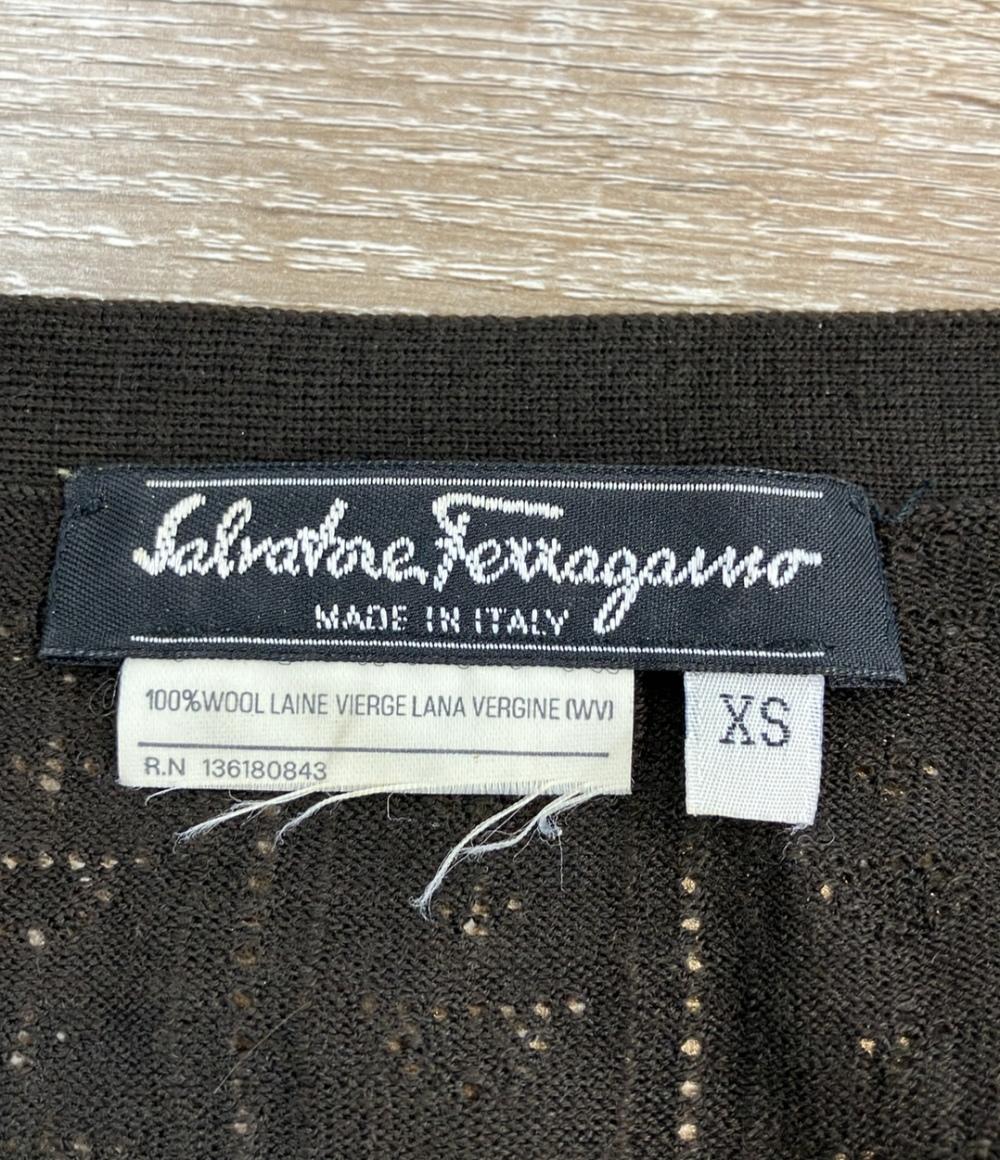 Salvatore Ferragamo
MADE IN ITALY
100%WOOL LAINE VIERGE LANA VERGINE (WV)
R.N 136180843
XS